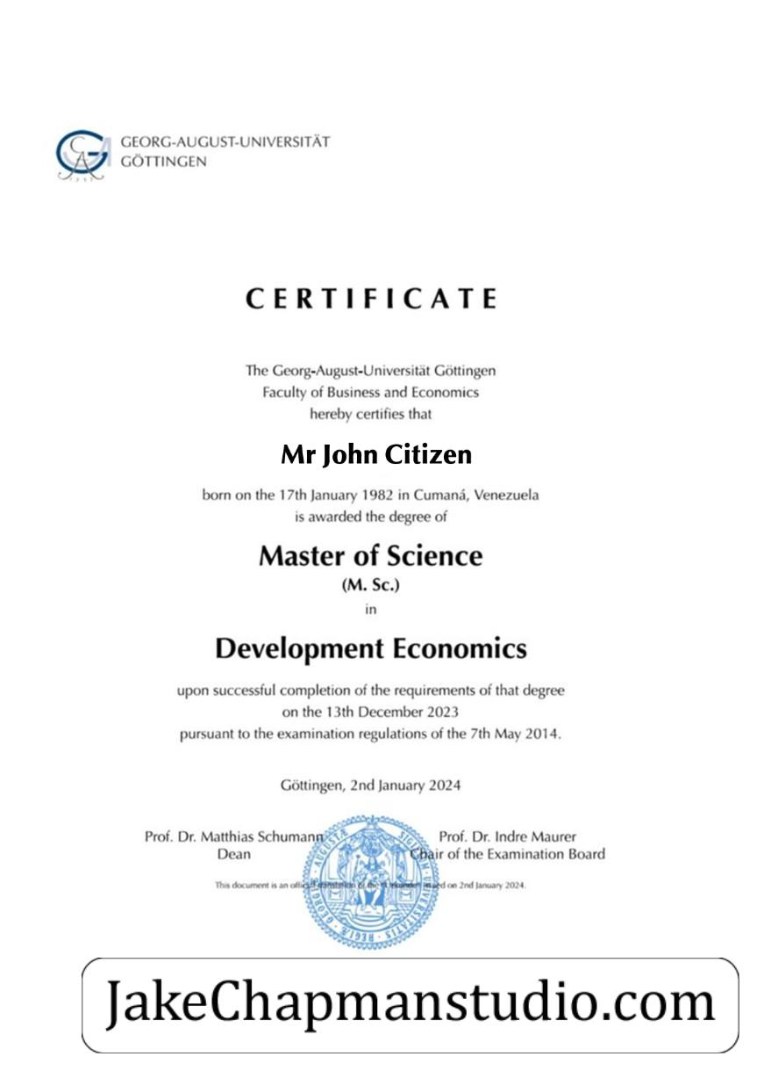 GEORG-AUGUST-UNIVERSITÄT
GÖTTINGEN
CERTIFICATE
The Georg-August-Universität Göttingen
Faculty of Business and Economics
hereby certifies that
Mr John Citizen
born on the 17th January 1982 in Cumaná, Venezuela
is awarded the degree of
Master of Science
(M. Sc.)
in
Development Economics
upon successful completion of the requirements of that degree
on the 13th December 2023
pursuant to the examination regulations of the 7th May 2014.
Göttingen, 2nd January 2024
Prof. Dr. Matthias Schumann Prof. Dr. Indre Maurer
Dean Chair of the Examination Board
This document is an translation of the on 2nd January 2024.
JakeChapmanstudio.com